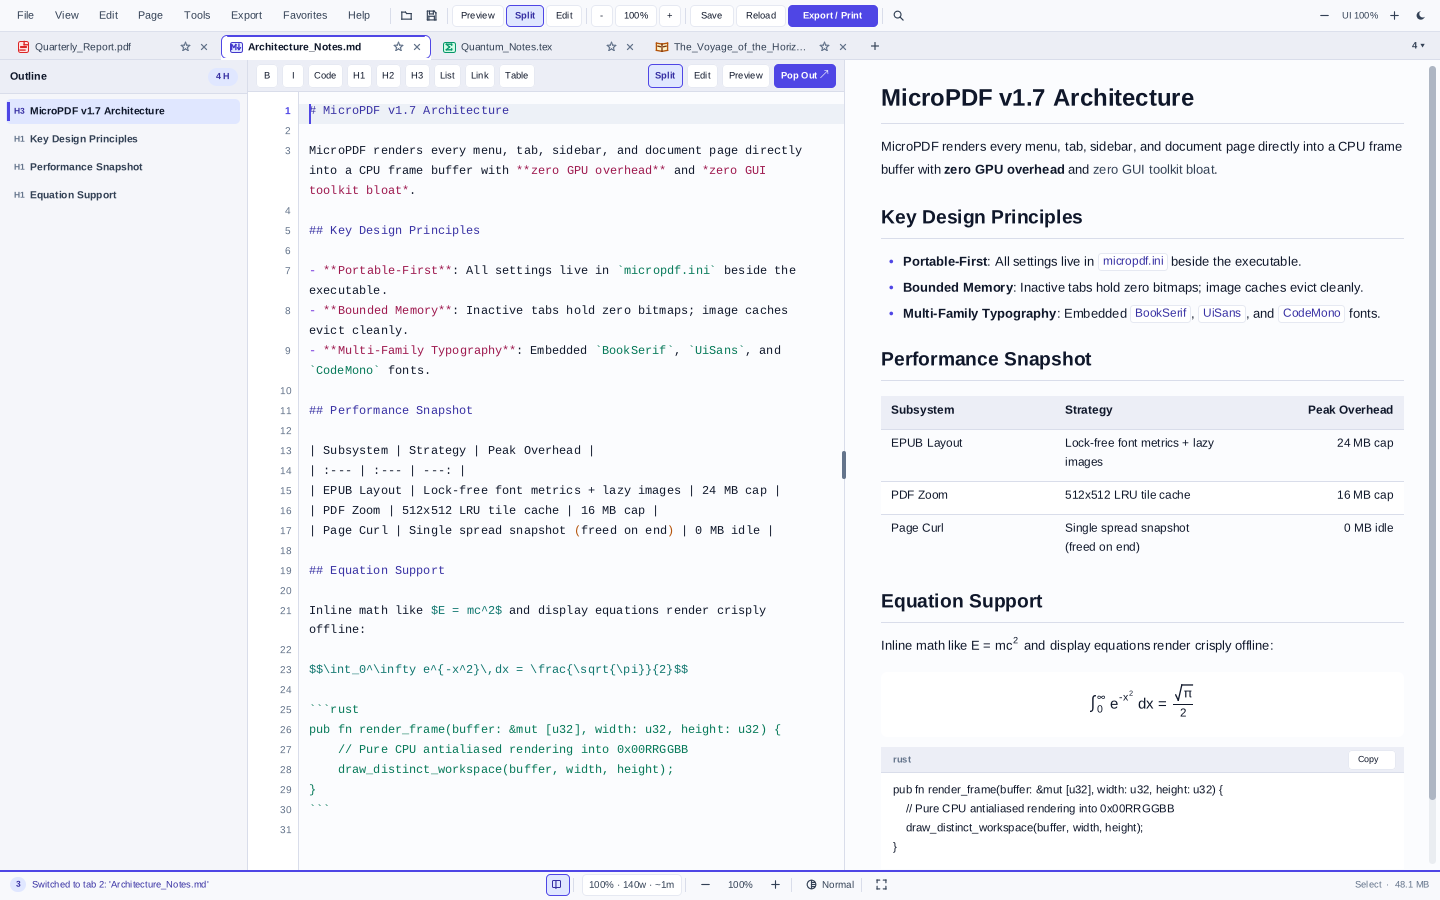 File View Edit Page Tools Export Favorites Help Preview Split Edit - 100% + Save Reload Export / Print UI 100%
Quarterly_Report.pdf Architecture_Notes.md Quantum_Notes.tex The_Voyage_of_the_Horiz... 4
Outline 4 H
H3 MicroPDF v1.7 Architecture
H1 Key Design Principles
H1 Performance Snapshot
H1 Equation Support
B I Code H1 H2 H3 List Link Table Split Edit Preview Pop Out
1 # MicroPDF v1.7 Architecture
2
3 MicroPDF renders every menu, tab, sidebar, and document page directly
into a CPU frame buffer with **zero GPU overhead** and *zero GUI
toolkit bloat*.
4
5 ## Key Design Principles
6
7 - **Portable-First**: All settings live in `micropdf.ini` beside the
executable.
8 - **Bounded Memory**: Inactive tabs hold zero bitmaps; image caches
evict cleanly.
9 - **Multi-Family Typography**: Embedded `BookSerif`, `UiSans`, and
`CodeMono` fonts.
10
11 ## Performance Snapshot
12
13 | Subsystem | Strategy | Peak Overhead |
14 | :--- | :--- | ---: |
15 | EPUB Layout | Lock-free font metrics + lazy images | 24 MB cap |
16 | PDF Zoom | 512x512 LRU tile cache | 16 MB cap |
17 | Page Curl | Single spread snapshot (freed on end) | 0 MB idle |
18
19 ## Equation Support
20
21 Inline math like $E = mc^2$ and display equations render crisply
offline:
22
23 $$\int_0^\infty e^{-x^2}\,dx = \frac{\sqrt{\pi}}{2}$$
24
25 ```rust
26 pub fn render_frame(buffer: &mut [u32], width: u32, height: u32) {
27 // Pure CPU antialiased rendering into 0x00RRGGBB
28 draw_distinct_workspace(buffer, width, height);
29 }
30 ```
31
MicroPDF v1.7 Architecture
MicroPDF renders every menu, tab, sidebar, and document page directly into a CPU frame
buffer with zero GPU overhead and zero GUI toolkit bloat.
Key Design Principles
• Portable-First: All settings live in micropdf.ini beside the executable.
• Bounded Memory: Inactive tabs hold zero bitmaps; image caches evict cleanly.
• Multi-Family Typography: Embedded BookSerif, UiSans, and CodeMono fonts.
Performance Snapshot
Subsystem Strategy Peak Overhead
EPUB Layout Lock-free font metrics + lazy images 24 MB cap
PDF Zoom 512x512 LRU tile cache 16 MB cap
Page Curl Single spread snapshot (freed on end) 0 MB idle
Equation Support
Inline math like E = mc² and display equations render crisply offline:
∫₀^∞ e^-x² dx = √π / 2
rust Copy
pub fn render_frame(buffer: &mut [u32], width: u32, height: u32) {
// Pure CPU antialiased rendering into 0x00RRGGBB
draw_distinct_workspace(buffer, width, height);
}
3 Switched to tab 2: 'Architecture_Notes.md' 100% · 140w · ~1m 100% Normal Select · 48.1 MB